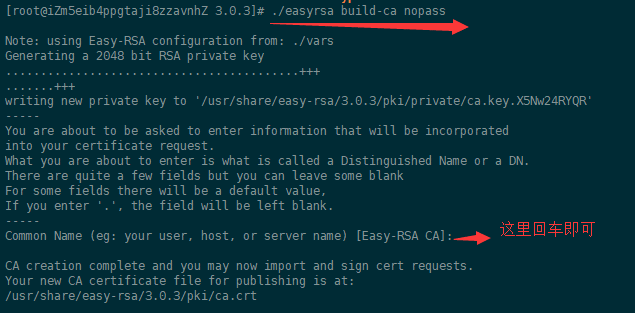 [root@iZm5eib4ppgtaji8zzavnhZ 3.0.3]# ./easyrsa build-ca nopass
Note: using Easy-RSA configuration from: ./vars
Generating a 2048 bit RSA private key
..........................................+++
.......+++
writing new private key to '/usr/share/easy-rsa/3.0.3/pki/private/ca.key.X5Nw24RYQR'
-----
You are about to be asked to enter information that will be incorporated
into your certificate request.
What you are about to enter is what is called a Distinguished Name or a DN.
There are quite a few fields but you can leave some blank
For some fields there will be a default value,
If you enter '.', the field will be left blank.
-----
Common Name (eg: your user, host, or server name) [Easy-RSA CA]: 这里回车即可
CA creation complete and you may now import and sign cert requests.
Your new CA certificate file for publishing is at:
/usr/share/easy-rsa/3.0.3/pki/ca.crt